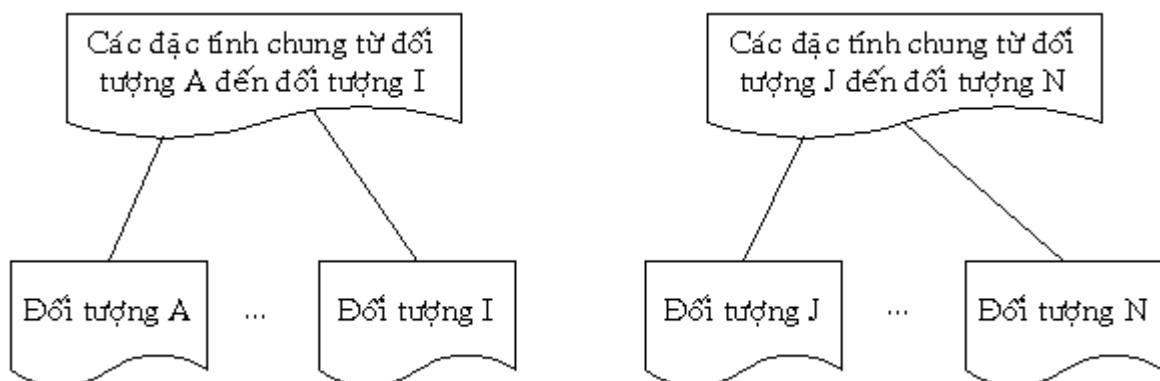 Các đặc tính chung từ đối
tượng A đến đối tượng I
Các đặc tính chung từ đối
tượng J đến đối tượng N
Đối tượng A
...
Đối tượng I
Đối tượng J
...
Đối tượng N